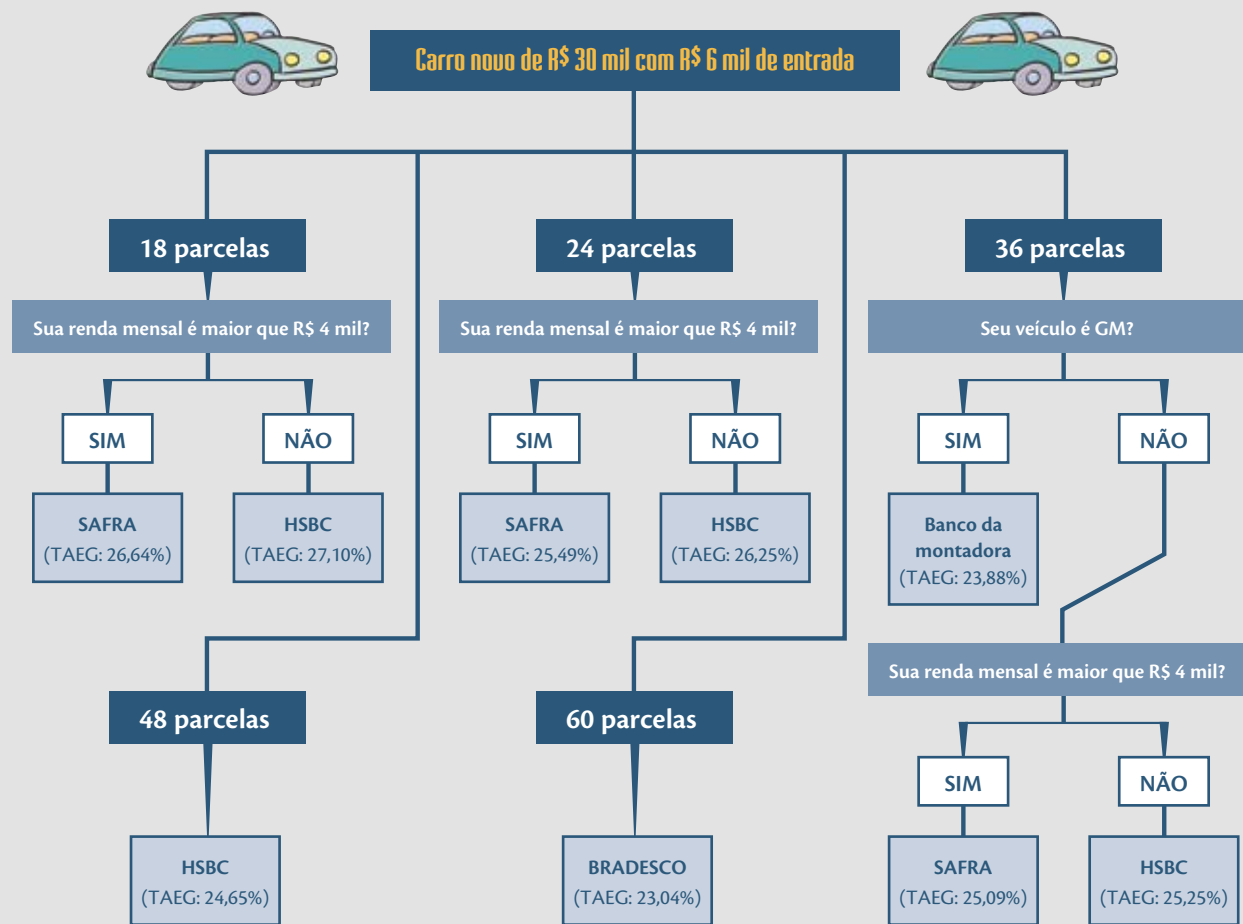 Carro novo de R$ 30 mil com R$ 6 mil de entrada
18 parcelas
Sua renda mensal é maior que R$ 4 mil?
SIM
NÃO
SAFRA
(TAEG: 26,64%)
HSBC
(TAEG: 27,10%)
24 parcelas
Sua renda mensal é maior que R$ 4 mil?
SIM
NÃO
SAFRA
(TAEG: 25,49%)
HSBC
(TAEG: 26,25%)
36 parcelas
Seu veículo é GM?
SIM
NÃO
Banco da
montadora
(TAEG: 23,88%)
Sua renda mensal é maior que R$ 4 mil?
SIM
NÃO
SAFRA
(TAEG: 25,09%)
HSBC
(TAEG: 25,25%)
48 parcelas
HSBC
(TAEG: 24,65%)
60 parcelas
BRADESCO
(TAEG: 23,04%)